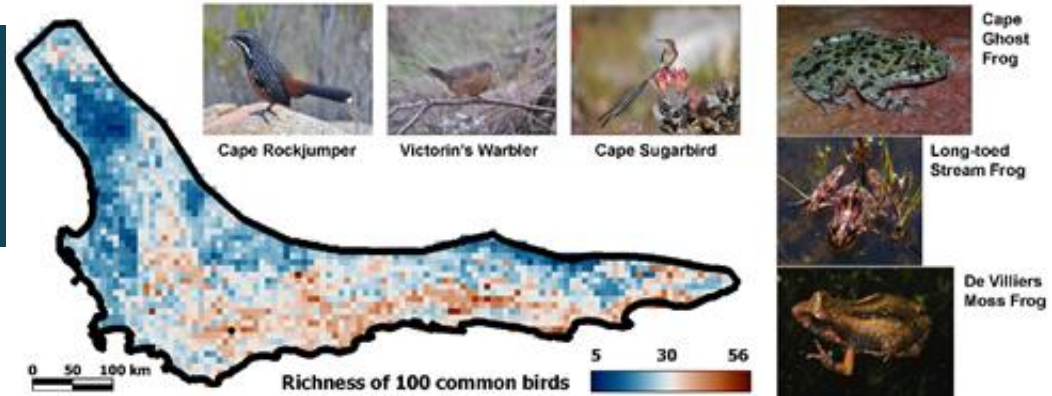 Cape Rockjumper
Victorin's Warbler
Cape Sugarbird
Cape
Ghost
Frog
Long-toed
Stream Frog
De Villiers
Moss Frog
0 50 100 km
Richness of 100 common birds
5 30 56